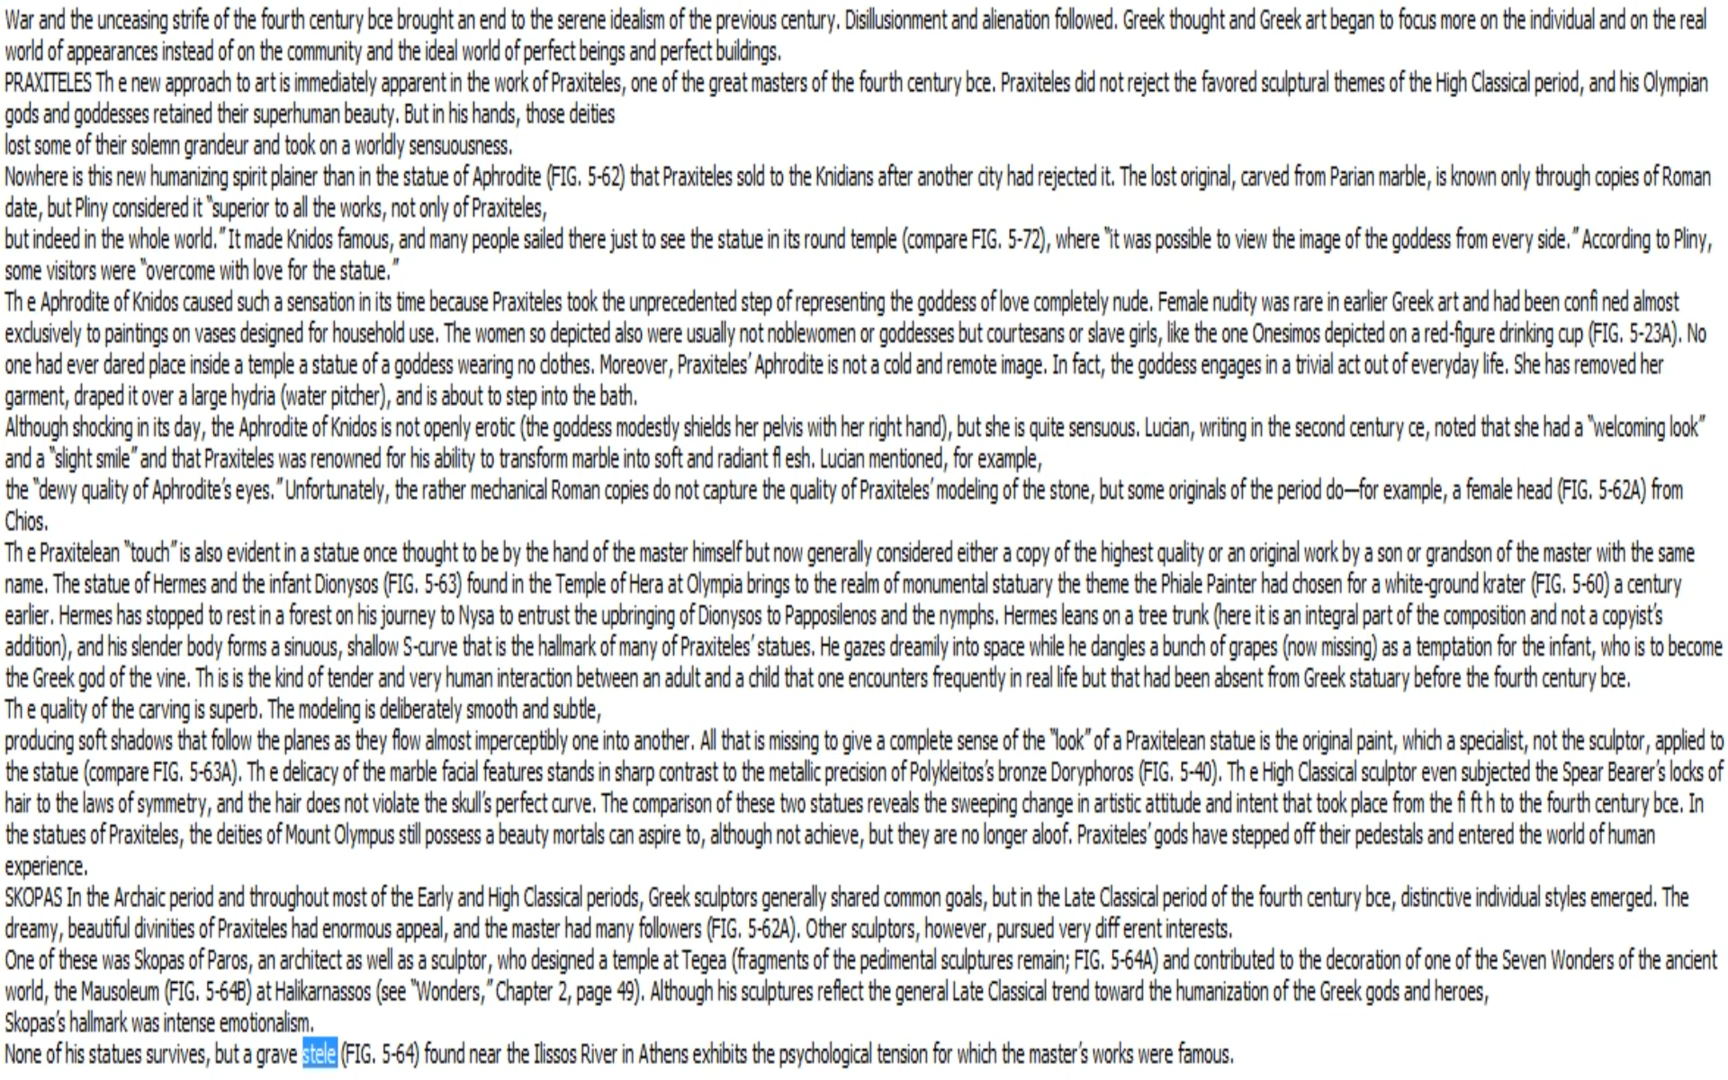 War and the unceasing strife of the fourth century bce brought an end to the serene idealism of the previous century. Disillusionment and alienation followed. Greek thought and Greek art began to focus more on the individual and on the real
world of appearances instead of on the community and the ideal world of perfect beings and perfect buildings.
PRAXITELES Th e new approach to art is immediately apparent in the work of Praxiteles, one of the great masters of the fourth century bce. Praxiteles did not reject the favored sculptural themes of the High Classical period, and his Olympian
gods and goddesses retained their superhuman beauty. But in his hands, those deities
lost some of their solemn grandeur and took on a worldly sensuousness.
Nowhere is this new humanizing spirit plainer than in the statue of Aphrodite (FIG. 5-62) that Praxiteles sold to the Knidians after another city had rejected it. The lost original, carved from Parian marble, is known only through copies of Roman
date, but Pliny considered it “superior to all the works, not only of Praxiteles,
but indeed in the whole world.” It made Knidos famous, and many people sailed there just to see the statue in its round temple (compare FIG. 5-72), where “it was possible to view the image of the goddess from every side.” According to Pliny,
some visitors were “overcome with love for the statue.”
Th e Aphrodite of Knidos caused such a sensation in its time because Praxiteles took the unprecedented step of representing the goddess of love completely nude. Female nudity was rare in earlier Greek art and had been confi ned almost
exclusively to paintings on vases designed for household use. The women so depicted also were usually not noblewomen or goddesses but courtesans or slave girls, like the one Onesimos depicted on a red-figure drinking cup (FIG. 5-23A). No
one had ever dared place inside a temple a statue of a goddess wearing no clothes. Moreover, Praxiteles’ Aphrodite is not a cold and remote image. In fact, the goddess engages in a trivial act out of everyday life. She has removed her
garment, draped it over a large hydria (water pitcher), and is about to step into the bath.
Although shocking in its day, the Aphrodite of Knidos is not openly erotic (the goddess modestly shields her pelvis with her right hand), but she is quite sensuous. Lucian, writing in the second century ce, noted that she had a “welcoming look”
and a “slight smile” and that Praxiteles was renowned for his ability to transform marble into soft and radiant fl esh. Lucian mentioned, for example,
the “dewy quality of Aphrodite’s eyes.” Unfortunately, the rather mechanical Roman copies do not capture the quality of Praxiteles’ modeling of the stone, but some originals of the period do—for example, a female head (FIG. 5-62A) from
Chios.
Th e Praxitelean “touch” is also evident in a statue once thought to be by the hand of the master himself but now generally considered either a copy of the highest quality or an original work by a son or grandson of the master with the same
name. The statue of Hermes and the infant Dionysos (FIG. 5-63) found in the Temple of Hera at Olympia brings to the realm of monumental statuary the theme the Phiale Painter had chosen for a white-ground krater (FIG. 5-60) a century
earlier. Hermes has stopped to rest in a forest on his journey to Nysa to entrust the upbringing of Dionysos to Papposilenos and the nymphs. Hermes leans on a tree trunk (here it is an integral part of the composition and not a copyist’s
addition), and his slender body forms a sinuous, shallow S-curve that is the hallmark of many of Praxiteles’ statues. He gazes dreamily into space while he dangles a bunch of grapes (now missing) as a temptation for the infant, who is to become
the Greek god of the vine. Th is is the kind of tender and very human interaction between an adult and a child that one encounters frequently in real life but that had been absent from Greek statuary before the fourth century bce.
Th e quality of the carving is superb. The modeling is deliberately smooth and subtle,
producing soft shadows that follow the planes as they flow almost imperceptibly one into another. All that is missing to give a complete sense of the “look” of a Praxitelean statue is the original paint, which a specialist, not the sculptor, applied to
the statue (compare FIG. 5-63A). Th e delicacy of the marble facial features stands in sharp contrast to the metallic precision of Polykleitos’s bronze Doryphoros (FIG. 5-40). Th e High Classical sculptor even subjected the Spear Bearer’s locks of
hair to the laws of symmetry, and the hair does not violate the skull’s perfect curve. The comparison of these two statues reveals the sweeping change in artistic attitude and intent that took place from the fi ft h to the fourth century bce. In
the statues of Praxiteles, the deities of Mount Olympus still possess a beauty mortals can aspire to, although not achieve, but they are no longer aloof. Praxiteles’ gods have stepped off their pedestals and entered the world of human
experience.
SKOPAS In the Archaic period and throughout most of the Early and High Classical periods, Greek sculptors generally shared common goals, but in the Late Classical period of the fourth century bce, distinctive individual styles emerged. The
dreamy, beautiful divinities of Praxiteles had enormous appeal, and the master had many followers (FIG. 5-62A). Other sculptors, however, pursued very diff erent interests.
One of these was Skopas of Paros, an architect as well as a sculptor, who designed a temple at Tegea (fragments of the pedimental sculptures remain; FIG. 5-64A) and contributed to the decoration of one of the Seven Wonders of the ancient
world, the Mausoleum (FIG. 5-64B) at Halikarnassos (see “Wonders,” Chapter 2, page 49). Although his sculptures reflect the general Late Classical trend toward the humanization of the Greek gods and heroes,
Skopas’s hallmark was intense emotionalism.
None of his statues survives, but a grave stele (FIG. 5-64) found near the Ilissos River in Athens exhibits the psychological tension for which the master’s works were famous.